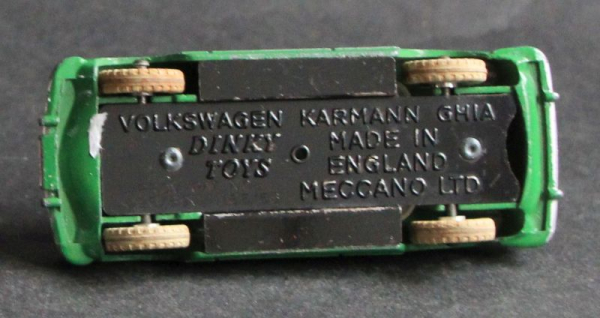 VOLKSWAGEN KARMANN GHIA
DINKY TOYS
MADE IN
ENGLAND
MECCANO LTD